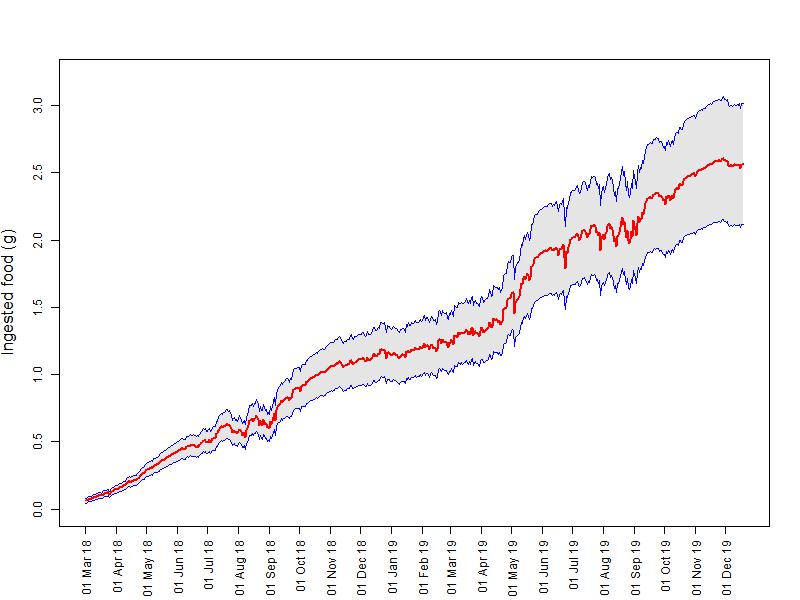 Ingested food (g)
3.0
2.5
2.0
1.5
1.0
0.5
0.0
01 Mar 18
01 Apr 18
01 May 18
01 Jun 18
01 Jul 18
01 Aug 18
01 Sep 18
01 Oct 18
01 Nov 18
01 Dec 18
01 Jan 19
01 Feb 19
01 Mar 19
01 Apr 19
01 May 19
01 Jun 19
01 Jul 19
01 Aug 19
01 Sep 19
01 Oct 19
01 Nov 19
01 Dec 19